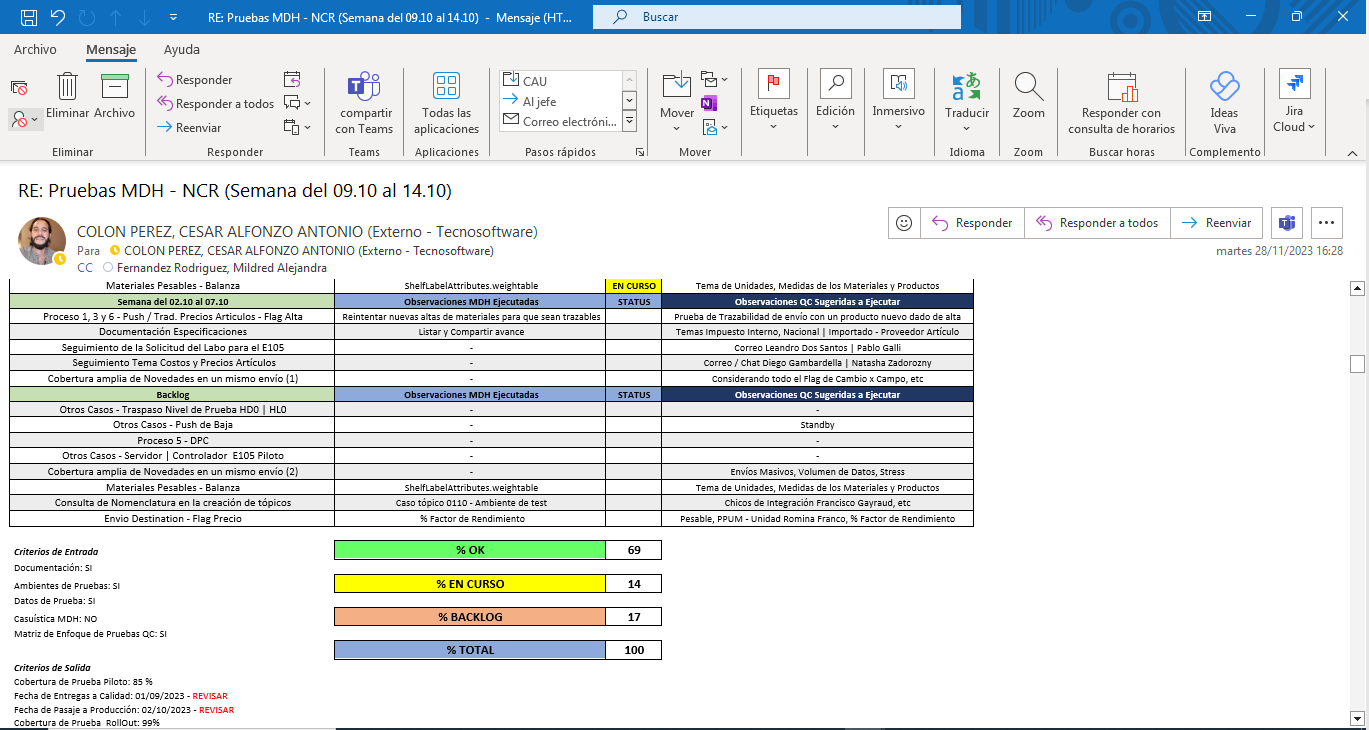 RE: Pruebas MDH - NCR (Semana del 09.10 al 14.10) - Mensaje (HT...
Buscar
Archivo Mensaje Ayuda
Eliminar
Archivo
Responder
Responder a todos
Reenviar
compartir
con Teams
Todas las
aplicaciones
CAU
Al jefe
Correo electróni...
Mover
Etiquetas
Edición
Inmersivo
Traducir
Zoom
Responder con
consulta de horarios
Ideas
Viva
Jira
Cloud
Eliminar Responder Teams Aplicaciones Pasos rápidos Mover Idioma Zoom Buscar horas Complemento
RE: Pruebas MDH - NCR (Semana del 09.10 al 14.10)
COLON PEREZ, CESAR ALFONZO ANTONIO (Externo - Tecnosoftware)
Para COLON PEREZ, CESAR ALFONZO ANTONIO (Externo - Tecnosoftware)
CC Fernandez Rodriguez, Mildred Alejandra
Responder Responder a todos Reenviar
martes 28/11/2023 16:28
Materiales Pesables - Balanza ShelfLabelAttributes.weightable EN CURSO Tema de Unidades, Medidas de los Materiales y Productos
Semana del 02.10 al 07.10 Observaciones MDH Ejecutadas STATUS Observaciones QC Sugeridas a Ejecutar
Proceso 1, 3 y 6 - Push / Trad. Precios Articulos - Flag Alta Reintentar nuevas altas de materiales para que sean trazables Prueba de Trazabilidad de envío con un producto nuevo dado de alta
Documentación Especificaciones Listar y Compartir avance Temas Impuesto Interno, Nacional | Importado - Proveedor Artículo
Seguimiento de la Solicitud del Labo para el E105 - Correo Leandro Dos Santos | Pablo Galli
Seguimiento Tema Costos y Precios Artículos - Correo / Chat Diego Gambardella | Natasha Zadorozny
Cobertura amplia de Novedades en un mismo envío (1) - Considerando todo el Flag de Cambio x Campo, etc
Backlog Observaciones MDH Ejecutadas STATUS Observaciones QC Sugeridas a Ejecutar
Otros Casos - Traspaso Nivel de Prueba HD0 | HL0 - -
Otros Casos - Push de Baja - Standby
Proceso 5 - DPC - -
Otros Casos - Servidor | Controlador E105 Piloto - -
Cobertura amplia de Novedades en un mismo envío (2) - Envíos Masivos, Volumen de Datos, Stress
Materiales Pesables - Balanza ShelfLabelAttributes.weightable Tema de Unidades, Medidas de los Materiales y Productos
Consulta de Nomenclatura en la creación de tópicos Caso tópico 0110 - Ambiente de test Chicos de Integración Francisco Gayraud, etc
Envio Destination - Flag Precio % Factor de Rendimiento Pesable, PPUM - Unidad Romina Franco, % Factor de Rendimiento
% OK 69
% EN CURSO 14
% BACKLOG 17
% TOTAL 100
Criterios de Entrada
Documentación: SI
Ambientes de Pruebas: SI
Datos de Prueba: SI
Casuística MDH: NO
Matriz de Enfoque de Pruebas QC: SI
Criterios de Salida
Cobertura de Prueba Piloto: 85 %
Fecha de Entregas a Calidad: 01/09/2023 - REVISAR
Fecha de Pasaje a Producción: 02/10/2023 - REVISAR
Cobertura de Prueba RollOut: 99%